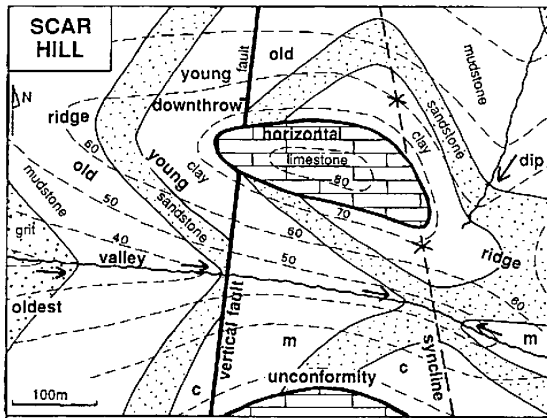 SCAR
HILL
N
fault
young
downthrow
old
mudstone
ridge
60
horizontal
limestone
80
clay
sandstone
clay
dip
old
young
mudstone
50
sandstone
70
60
ridge
grit
40
valley
50
60
oldest
vertical fault
m
m
syncline
c
unconformity
c
100m